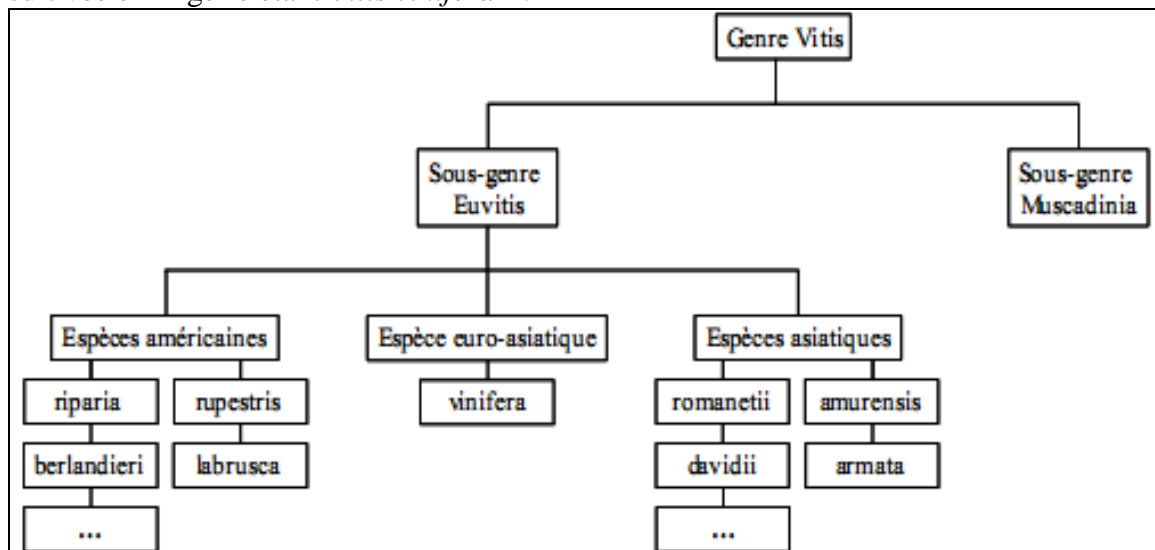 Genre Vitis
Sous-genre
Euvitis
Sous-genre
Muscadinia
Espèces américaines
Espèce euro-asiatique
Espèces asiatiques
riparia
rupestris
vinifera
romanetii
amurensis
berlandieri
labrusca
davidii
armata
...
...